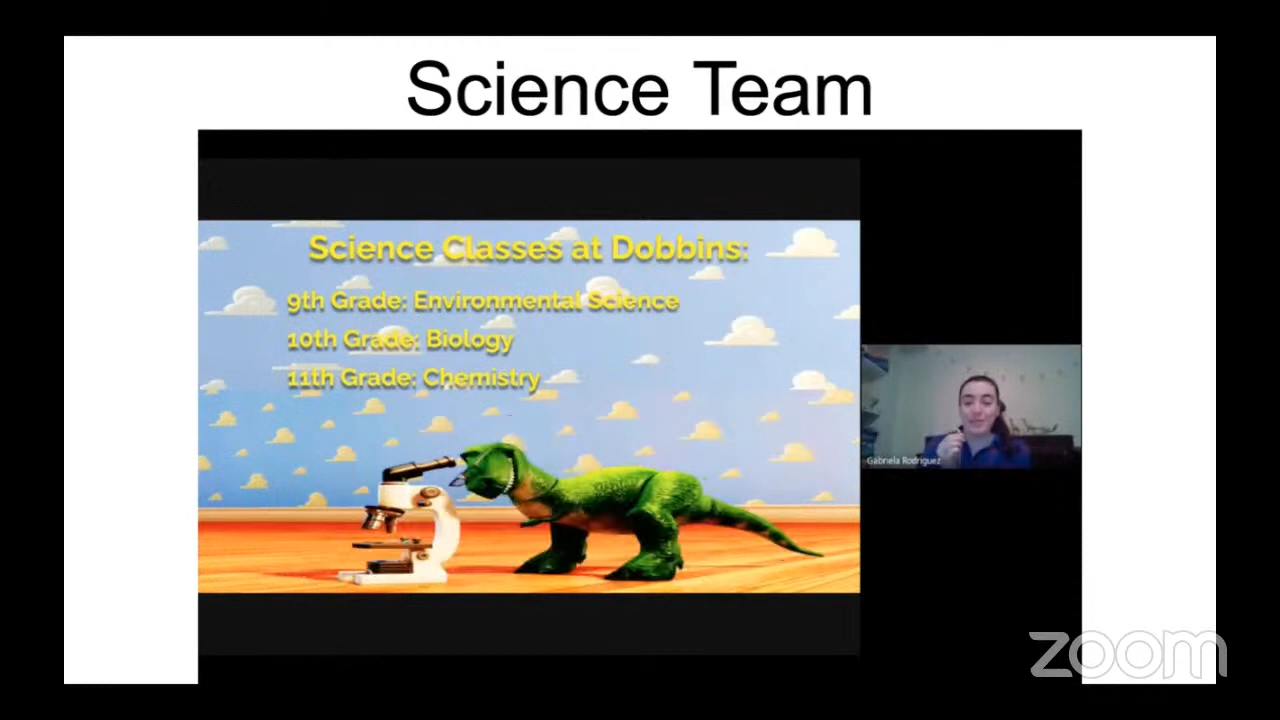 Science Team
Science Classes at Dobbins:
9th Grade: Environmental Science
10th Grade: Biology
11th Grade: Chemistry
Gabriela Rodriguez
zoom